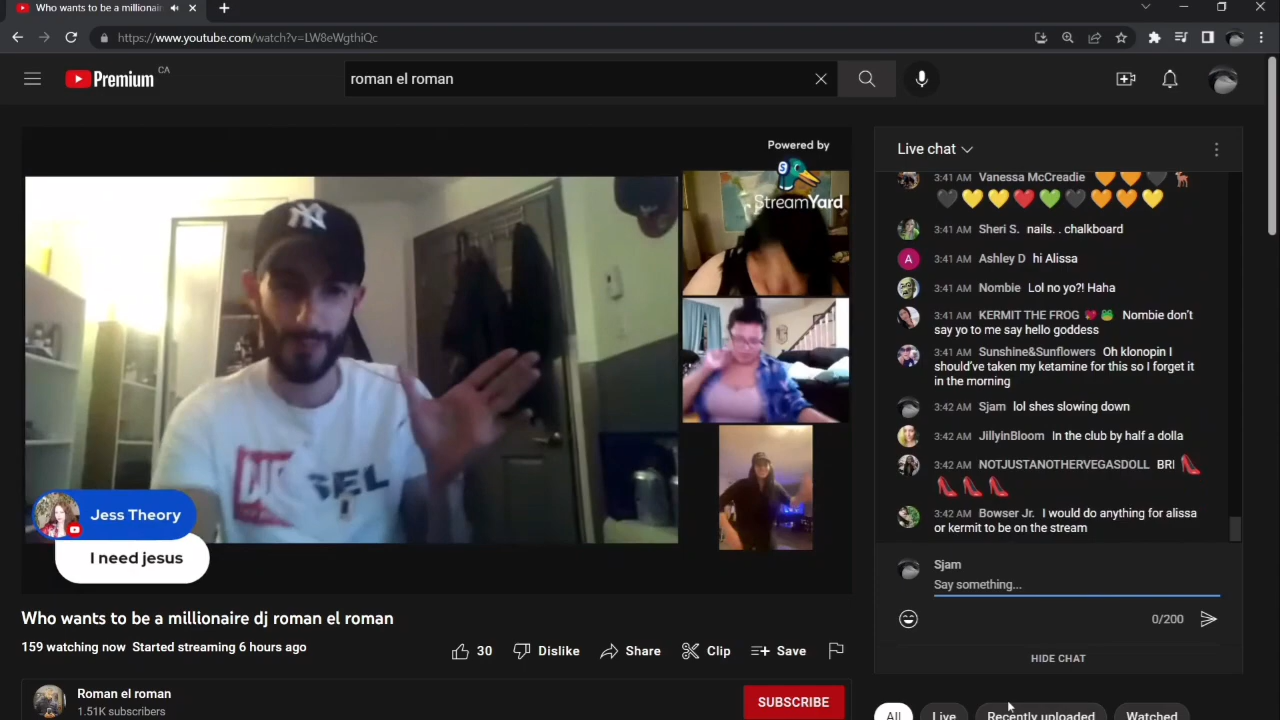 Who wants to be a millionair
https://www.youtube.com/watch?v=LW8eWgthiQc
Premium CA
roman el roman
Powered by
StreamYard
NY
DIESEL
Jess Theory
I need jesus
Who wants to be a millionaire dj roman el roman
159 watching now Started streaming 6 hours ago
30
Dislike
Share
Clip
Save
Roman el roman
1.51K subscribers
SUBSCRIBE
Live chat
3:41 AM Vanessa McCreadie 🧡 🧡 🖤 🦌
🖤 💛 💛 ❤️ 💚 🖤 🧡 🧡 💛
3:41 AM Sheri S. nails. . chalkboard
A
3:41 AM Ashley D hi Alissa
3:41 AM Nombie Lol no yo?! Haha
3:41 AM KERMIT THE FROG 💘 🐸 Nombie don't
say yo to me say hello goddess
3:41 AM Sunshine&Sunflowers Oh klonopin I
should've taken my ketamine for this so I forget it
in the morning
3:42 AM Sjam lol shes slowing down
3:42 AM JillyinBloom In the club by half a dolla
3:42 AM NOTJUSTANOTHERVEGASDOLL BRI 👠
👠 👠 👠
3:42 AM Bowser Jr. I would do anything for alissa
or kermit to be on the stream
Sjam
Say something...
0/200
HIDE CHAT
All
Live
Recently uploaded
Watched